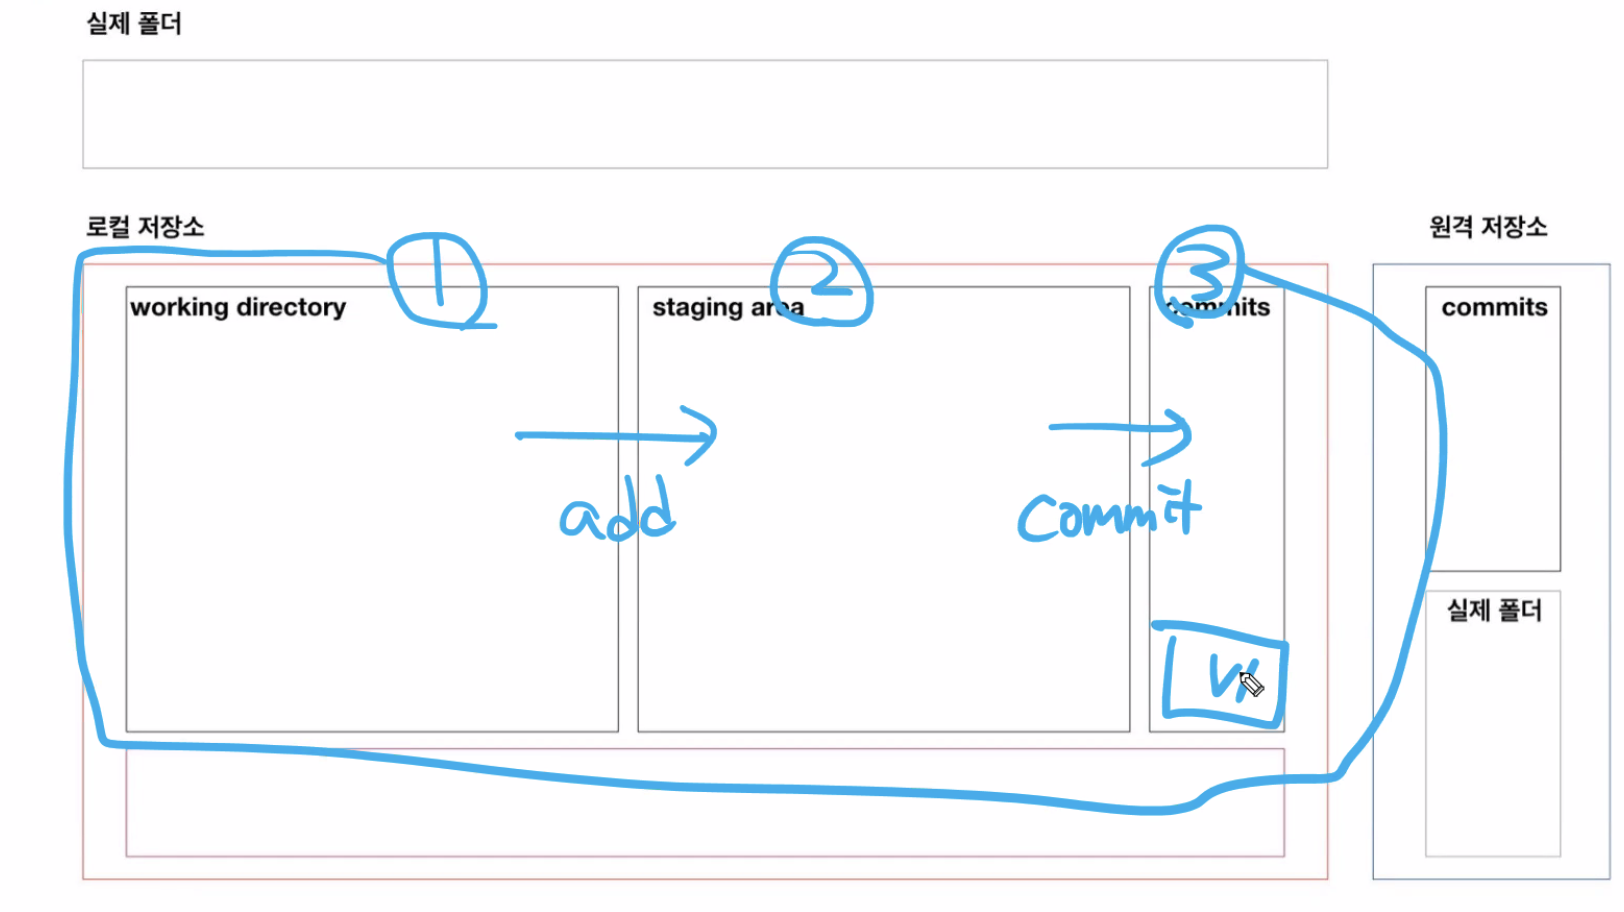 실제 폴더
로컬 저장소
원격 저장소
1
2
3
working directory
staging area
commits
commits
add
commit
실제 폴더